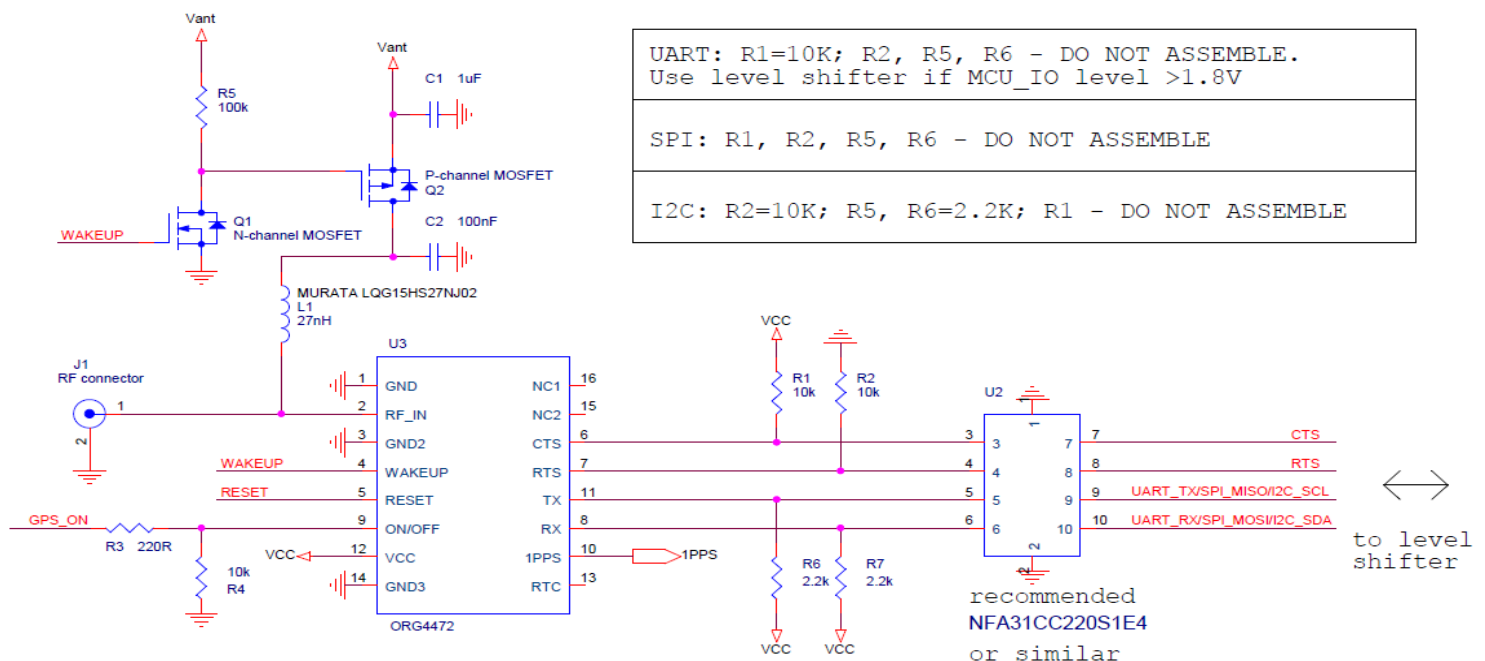 Vant
R5
100k
Vant
C1 1uF
P-channel MOSFET
Q2
Q1
N-channel MOSFET
WAKEUP
C2 100nF
MURATA LQG15HS27NJ02
L1
27nH
UART: R1=10K; R2, R5, R6 - DO NOT ASSEMBLE.
Use level shifter if MCU_IO level >1.8V
SPI: R1, R2, R5, R6 - DO NOT ASSEMBLE
I2C: R2=10K; R5, R6=2.2K; R1 - DO NOT ASSEMBLE
J1
RF connector
1
2
WAKEUP
RESET
GPS_ON
R3 220R
10k
R4
VCC
U3
1 GND
2 RF_IN
3 GND2
4 WAKEUP
5 RESET
9 ON/OFF
12 VCC
14 GND3
NC1 16
NC2 15
CTS 6
RTS 7
TX 11
RX 8
1PPS 10
RTC 13
ORG4472
1PPS
VCC
R1
10k
R2
10k
R6
2.2k
R7
2.2k
VCC
VCC
U2
1
1
3 3
4 4
5 5
6 6
7 7 CTS
8 8 RTS
9 9 UART_TX/SPI_MISO/I2C_SCL
10 10 UART_RX/SPI_MOSI/I2C_SDA
2
2
recommended
NFA31CC220S1E4
or similar
to level
shifter